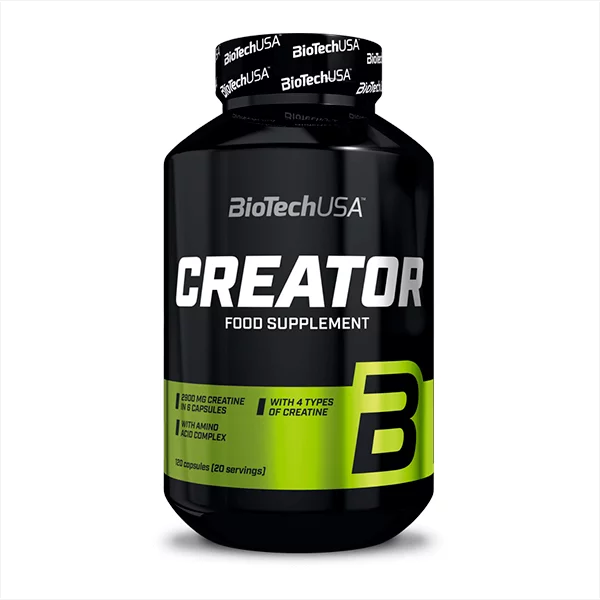 BioTechUSA
BioTechUSA
BioTechUSA
BioTechUSA™
CREATOR
FOOD SUPPLEMENT
2900 MG CREATINE
IN 6 CAPSULES
WITH 4 TYPES
OF CREATINE
WITH AMINO
ACID COMPLEX
120 capsules (20 servings)
B